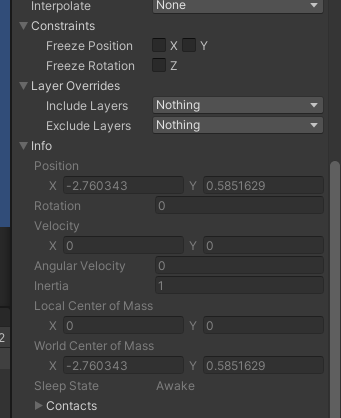 Interpolate None
Constraints
Freeze Position X Y
Freeze Rotation Z
Layer Overrides
Include Layers Nothing
Exclude Layers Nothing
Info
Position
X -2.760343 Y 0.5851629
Rotation 0
Velocity
X 0 Y 0
Angular Velocity 0
Inertia 1
Local Center of Mass
X 0 Y 0
World Center of Mass
2
X -2.760343 Y 0.5851629
Sleep State Awake
Contacts